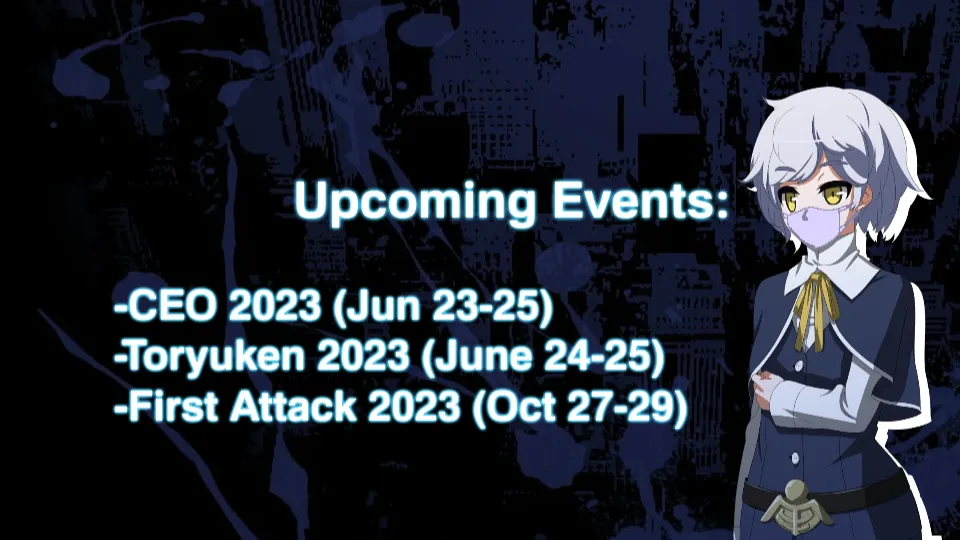 Upcoming Events:
-CEO 2023 (Jun 23-25)
-Toryuken 2023 (June 24-25)
-First Attack 2023 (Oct 27-29)